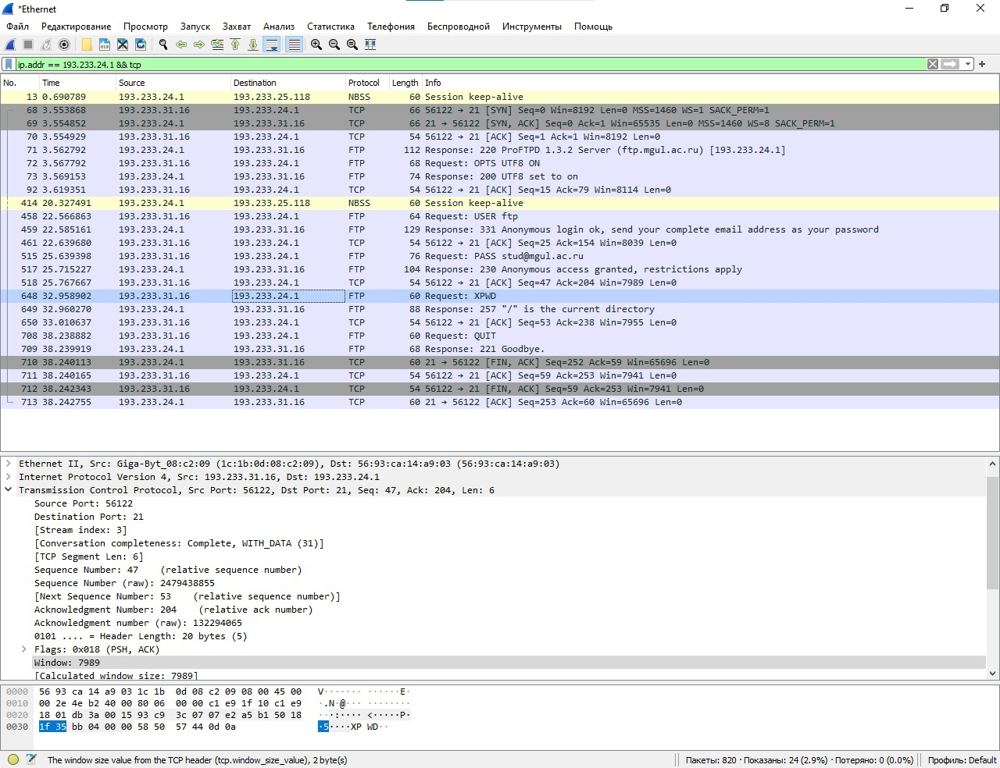 *Ethernet
Файл Редактирование Просмотр Запуск Захват Анализ Статистика Телефония Беспроводной Инструменты Помощь
ip.addr == 193.233.24.1 && tcp
No. Time Source Destination Protocol Length Info
13 0.690789 193.233.24.1 193.233.25.118 NBSS 60 Session keep-alive
68 3.553868 193.233.31.16 193.233.24.1 TCP 66 56122 → 21 [SYN] Seq=0 Win=8192 Len=0 MSS=1460 WS=1 SACK_PERM=1
69 3.554852 193.233.24.1 193.233.31.16 TCP 66 21 → 56122 [SYN, ACK] Seq=0 Ack=1 Win=65535 Len=0 MSS=1460 WS=8 SACK_PERM=1
70 3.554929 193.233.31.16 193.233.24.1 TCP 54 56122 → 21 [ACK] Seq=1 Ack=1 Win=8192 Len=0
71 3.562792 193.233.24.1 193.233.31.16 FTP 112 Response: 220 ProFTPD 1.3.2 Server (ftp.mgul.ac.ru) [193.233.24.1]
72 3.567792 193.233.31.16 193.233.24.1 FTP 68 Request: OPTS UTF8 ON
73 3.569153 193.233.24.1 193.233.31.16 FTP 74 Response: 200 UTF8 set to on
92 3.619351 193.233.31.16 193.233.24.1 TCP 54 56122 → 21 [ACK] Seq=15 Ack=79 Win=8114 Len=0
414 20.327491 193.233.24.1 193.233.25.118 NBSS 60 Session keep-alive
458 22.566863 193.233.31.16 193.233.24.1 FTP 64 Request: USER ftp
459 22.585161 193.233.24.1 193.233.31.16 FTP 129 Response: 331 Anonymous login ok, send your complete email address as your password
461 22.639680 193.233.31.16 193.233.24.1 TCP 54 56122 → 21 [ACK] Seq=25 Ack=154 Win=8039 Len=0
515 25.639398 193.233.31.16 193.233.24.1 FTP 76 Request: PASS stud@mgul.ac.ru
517 25.715227 193.233.24.1 193.233.31.16 FTP 104 Response: 230 Anonymous access granted, restrictions apply
518 25.767667 193.233.31.16 193.233.24.1 TCP 54 56122 → 21 [ACK] Seq=47 Ack=204 Win=7989 Len=0
648 32.958902 193.233.31.16 193.233.24.1 FTP 60 Request: XPWD
649 32.960270 193.233.24.1 193.233.31.16 FTP 88 Response: 257 "/" is the current directory
650 33.010637 193.233.31.16 193.233.24.1 TCP 54 56122 → 21 [ACK] Seq=53 Ack=238 Win=7955 Len=0
708 38.238882 193.233.31.16 193.233.24.1 FTP 60 Request: QUIT
709 38.239919 193.233.24.1 193.233.31.16 FTP 68 Response: 221 Goodbye.
710 38.240113 193.233.24.1 193.233.31.16 TCP 60 21 → 56122 [FIN, ACK] Seq=252 Ack=59 Win=65696 Len=0
711 38.240165 193.233.31.16 193.233.24.1 TCP 54 56122 → 21 [ACK] Seq=59 Ack=253 Win=7941 Len=0
712 38.242343 193.233.31.16 193.233.24.1 TCP 54 56122 → 21 [FIN, ACK] Seq=59 Ack=253 Win=7941 Len=0
713 38.242755 193.233.24.1 193.233.31.16 TCP 60 21 → 56122 [ACK] Seq=253 Ack=60 Win=65696 Len=0
Ethernet II, Src: Giga-Byt_08:c2:09 (1c:1b:0d:08:c2:09), Dst: 56:93:ca:14:a9:03 (56:93:ca:14:a9:03)
Internet Protocol Version 4, Src: 193.233.31.16, Dst: 193.233.24.1
Transmission Control Protocol, Src Port: 56122, Dst Port: 21, Seq: 47, Ack: 204, Len: 6
Source Port: 56122
Destination Port: 21
[Stream index: 3]
[Conversation completeness: Complete, WITH_DATA (31)]
[TCP Segment Len: 6]
Sequence Number: 47 (relative sequence number)
Sequence Number (raw): 2479438855
[Next Sequence Number: 53 (relative sequence number)]
Acknowledgment Number: 204 (relative ack number)
Acknowledgment number (raw): 132294065
0101 .... = Header Length: 20 bytes (5)
Flags: 0x018 (PSH, ACK)
Window: 7989
[Calculated window size: 7989]
0000 56 93 ca 14 a9 03 1c 1b 0d 08 c2 09 08 00 45 00 V······· ······E·
0010 00 2e 4e b2 40 00 80 06 00 00 c1 e9 1f 10 c1 e9 ·.N·@··· ········
0020 18 01 db 3a 00 15 93 c9 3c 07 07 e2 a5 b1 50 18 ···:···· <·····P·
0030 1f 35 bb 04 00 00 58 50 57 44 0d 0a ·5····XP WD··
The window size value from the TCP header (tcp.window_size_value), 2 byte(s) Пакеты: 820 · Показаны: 24 (2.9%) · Потеряно: 0 (0.0%) Профиль: Default